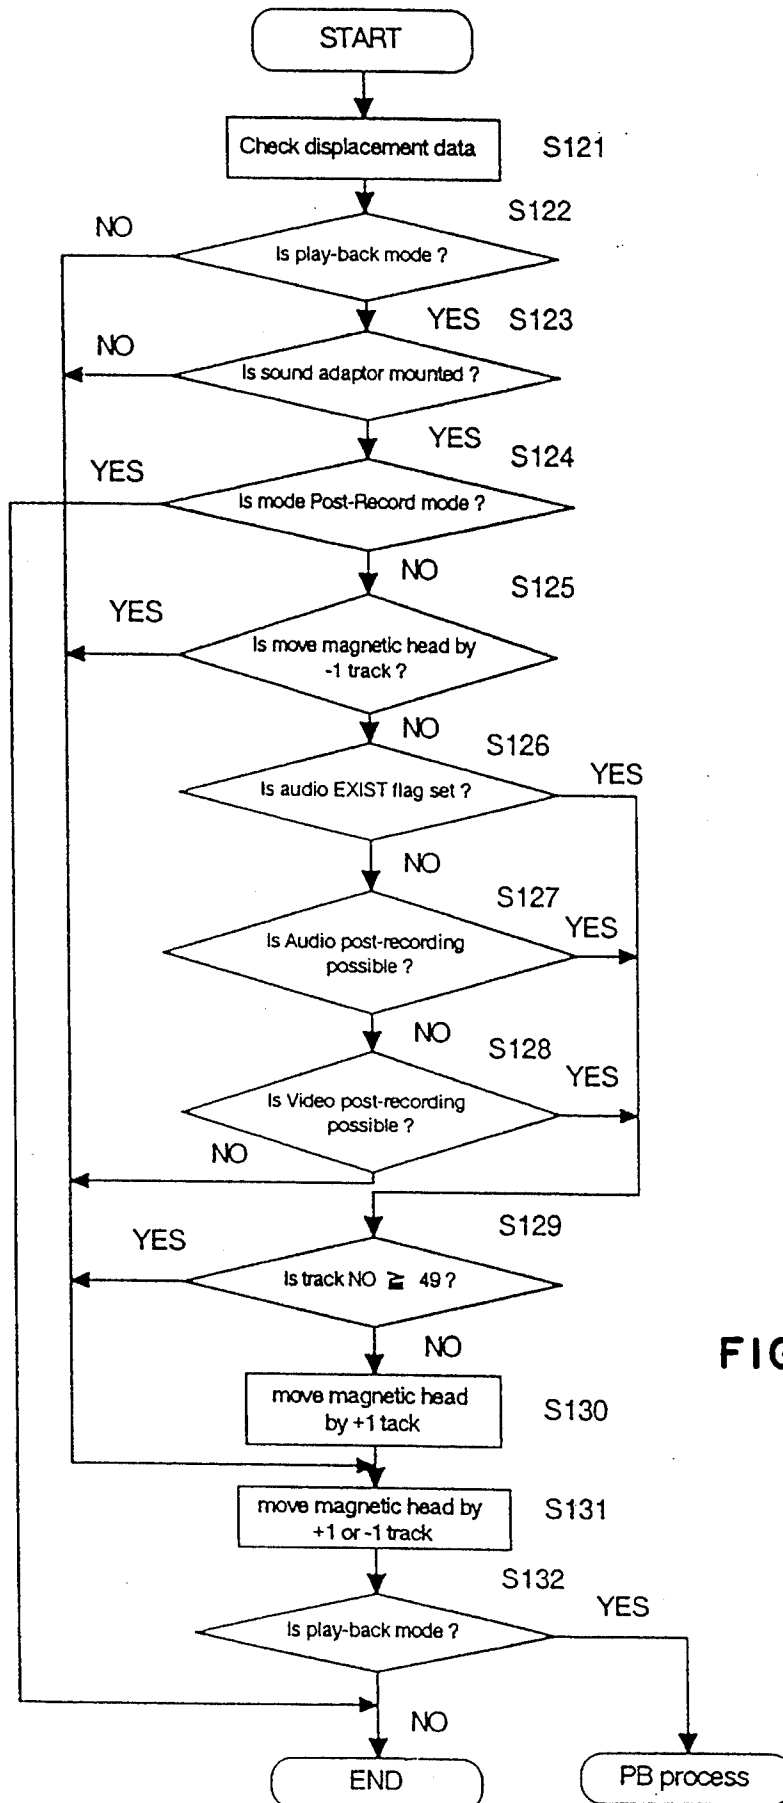 START
Check displacement data
S121
S122
NO
Is play-back mode ?
YES
S123
NO
Is sound adaptor mounted ?
YES
S124
YES
Is mode Post-Record mode ?
NO
S125
YES
Is move magnetic head by
-1 track ?
NO
S126
YES
Is audio EXIST flag set ?
NO
S127
YES
Is Audio post-recording
possible ?
NO
S128
YES
Is Video post-recording
possible ?
NO
S129
YES
Is track NO ≧ 49 ?
NO
FIG
move magnetic head
by +1 tack
S130
move magnetic head by
+1 or -1 track
S131
S132
YES
Is play-back mode ?
NO
END
PB process